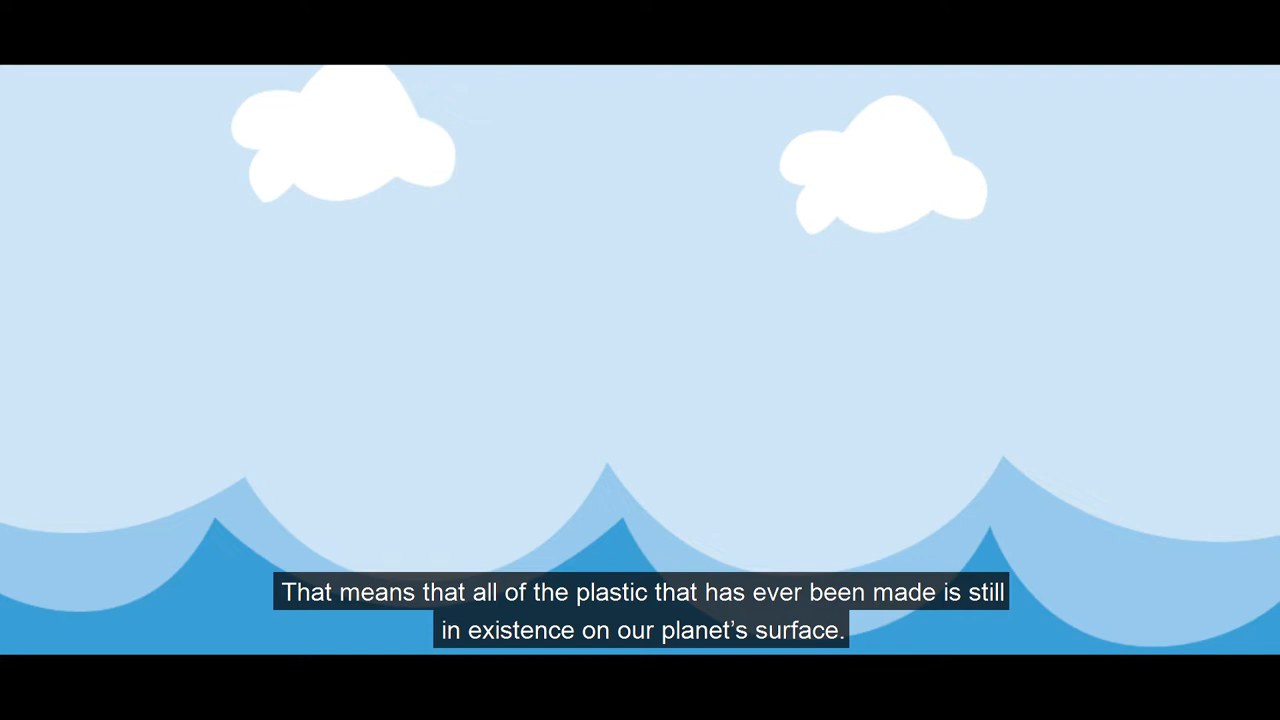 That means that all of the plastic that has ever been made is still
in existence on our planet’s surface.